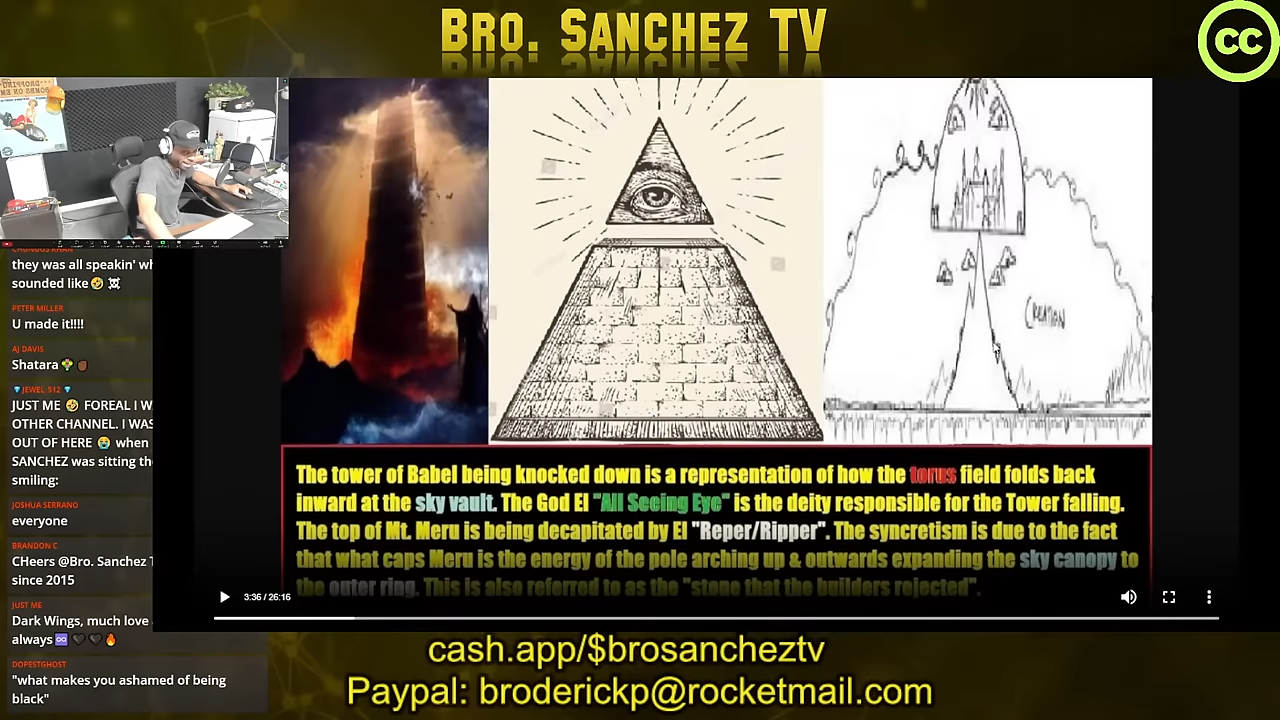 BRO. SANCHEZ TV
CC
they was all speakin' wh
sounded like🤣 ☠
PETER MILLER
U made it!!!!
AJ DAVIS
Shatara
💎JEWEL 512 💎
JUST ME 🤣 FOREAL I W
OTHER CHANNEL. I WAS
OUT OF HERE 😭 when
SANCHEZ was sitting the
smiling:
JOSHUA SERRANO
everyone
BRANDON C
CHeers @Bro. Sanchez T
since 2015
JUST ME
Dark Wings, much love
always♾🖤🖤🔥
DOPESTGHOST
"what makes you ashamed of being
black"
CREATION
The tower of Babel being knocked down is a representation of how the torus field folds back
inward at the sky vault. The God El "All Seeing Eye" is the deity responsible for the Tower falling.
The top of Mt. Meru is being decapitated by El "Reper/Ripper". The syncretism is due to the fact
that what caps Meru is the energy of the pole arching up & outwards expanding the sky canopy to
the outer ring. This is also referred to as the "stone that the builders rejected".
3:36 / 26:16
cash.app/$brosancheztv
Paypal: broderickp@rocketmail.com